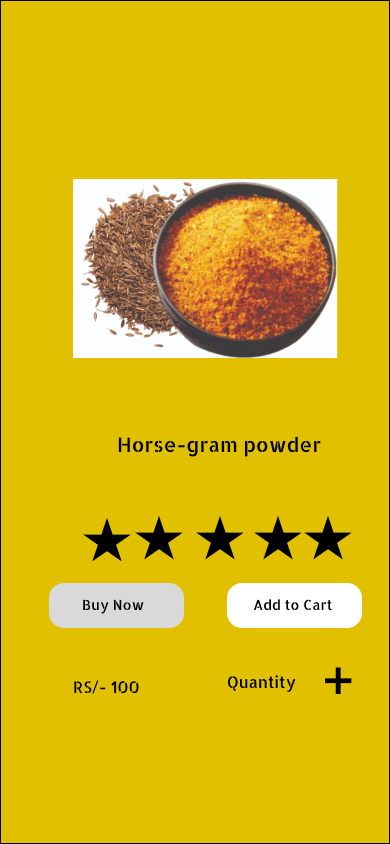 Horse-gram powder
Buy Now
Add to Cart
RS/- 100
Quantity +